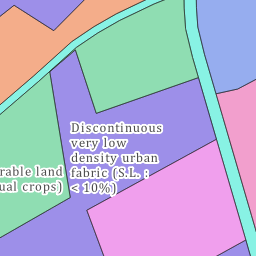 Discontinuous
very low
density urban
fabric (S.L. :
< 10%)
rable land
ual crops)